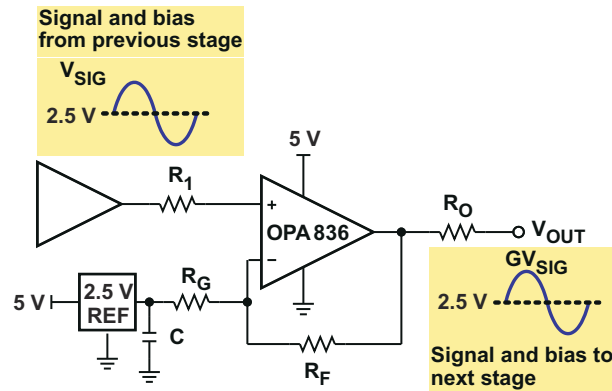 Signal and bias
from previous stage
VSIG
2.5 V
5 V
R1
RO
+
OPA836
−
VOUT
GVSIG
RG
5 V
2.5 V
REF
2.5 V
C
RF
Signal and bias to
next stage